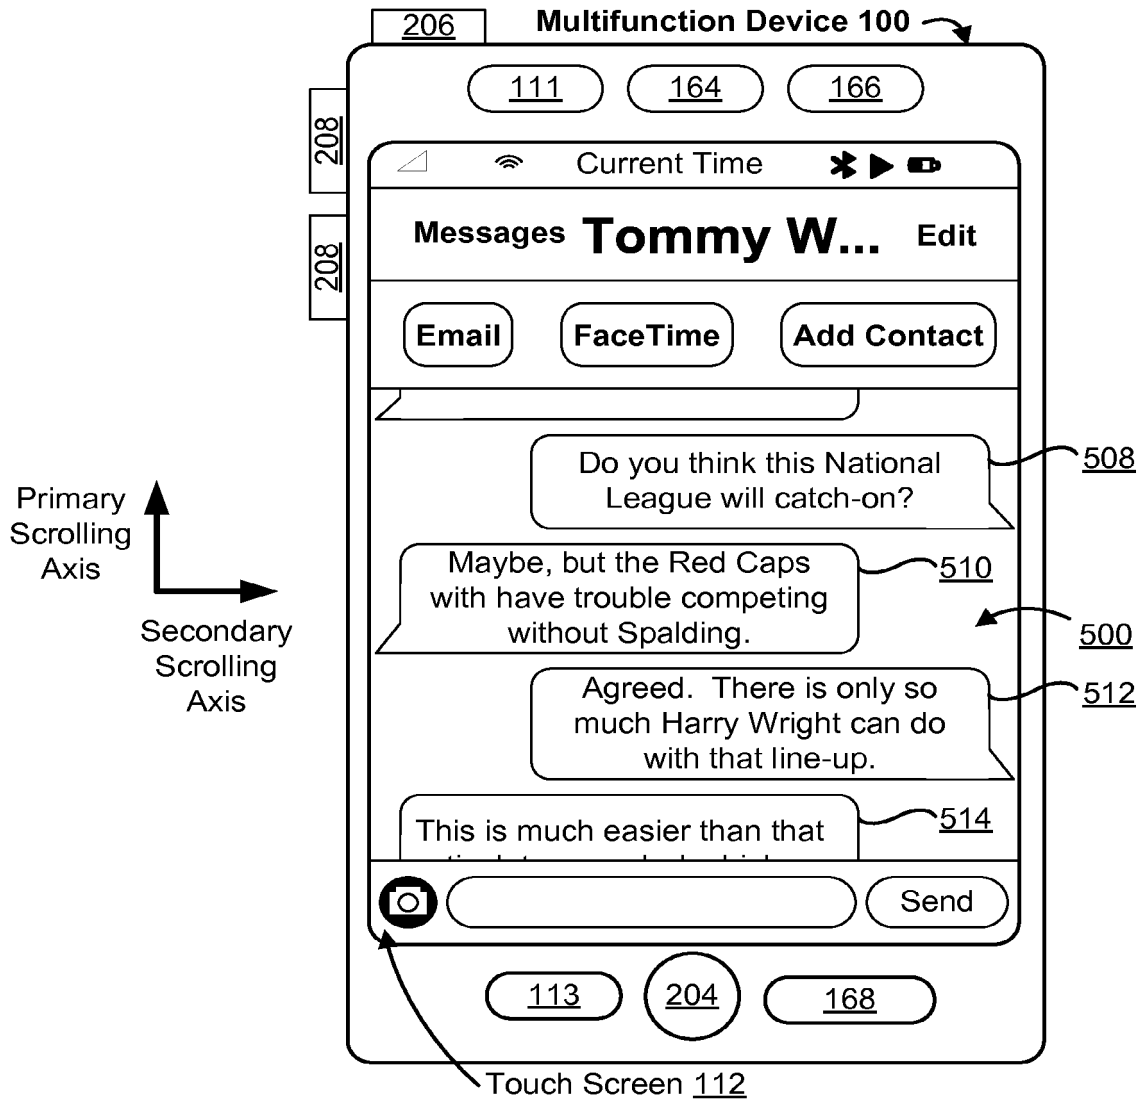 206
Multifunction Device 100
111
164
166
208
208
Current Time
Messages
Tommy W...
Edit
Email
FaceTime
Add Contact
Do you think this National
League will catch-on?
508
Maybe, but the Red Caps
with have trouble competing
without Spalding.
510
500
Primary
Scrolling
Axis
Secondary
Scrolling
Axis
Agreed.  There is only so
much Harry Wright can do
with that line-up.
512
This is much easier than that
514
Send
113
204
168
Touch Screen 112